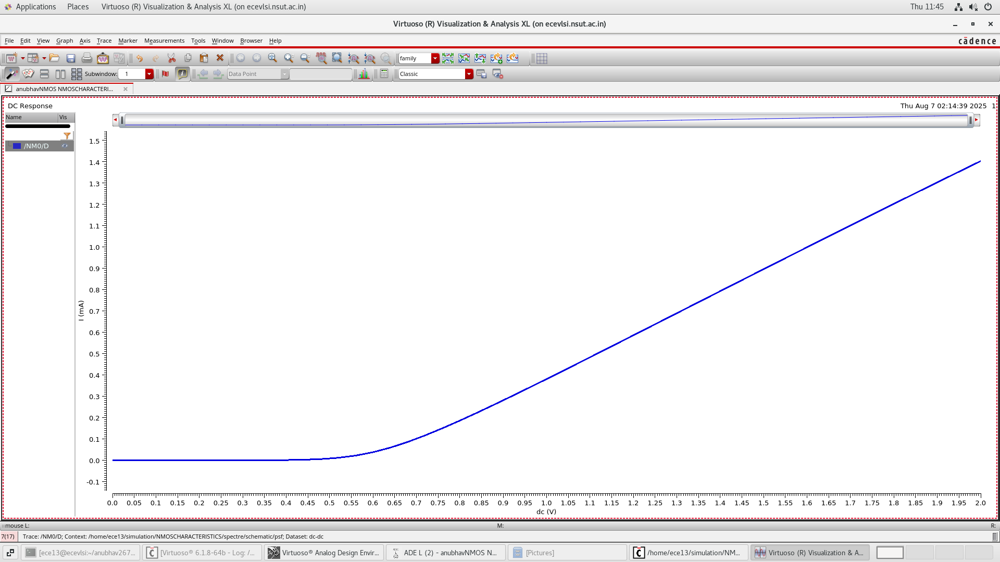 Applications Places Virtuoso (R) Visualization & Analysis XL (on ecevlsi.nsut.ac.in) Thu 11:45
Virtuoso (R) Visualization & Analysis XL (on ecevlsi.nsut.ac.in)
File Edit View Graph Axis Trace Marker Measurements Tools Window Browser Help cādence
family
Subwindow: 1 Data Point Classic
anubhavNMOS NMOSCHARACTERI...
DC Response Thu Aug 7 02:14:39 2025 1
Name Vis
/NM0/D
1.5
1.4
1.3
1.2
1.1
1.0
0.9
0.8
0.7
0.6
0.5
0.4
0.3
0.2
0.1
0.0
-0.1
I (mA)
0.0 0.05 0.1 0.15 0.2 0.25 0.3 0.35 0.4 0.45 0.5 0.55 0.6 0.65 0.7 0.75 0.8 0.85 0.9 0.95 1.0 1.05 1.1 1.15 1.2 1.25 1.3 1.35 1.4 1.45 1.5 1.55 1.6 1.65 1.7 1.75 1.8 1.85 1.9 1.95 2.0
dc (V)
mouse L: M: R:
7(17) Trace: /NM0/D; Context: /home/ece13/simulation/NMOSCHARACTERISTICS/spectre/schematic/psf; Dataset: dc-dc
[ece13@ecevlsi:~/anubhav267... [Virtuoso® 6.1.8-64b - Log: /... Virtuoso® Analog Design Envir... ADE L (2) - anubhavNMOS N... [Pictures] /home/ece13/simulation/NM... Virtuoso (R) Visualization & A...